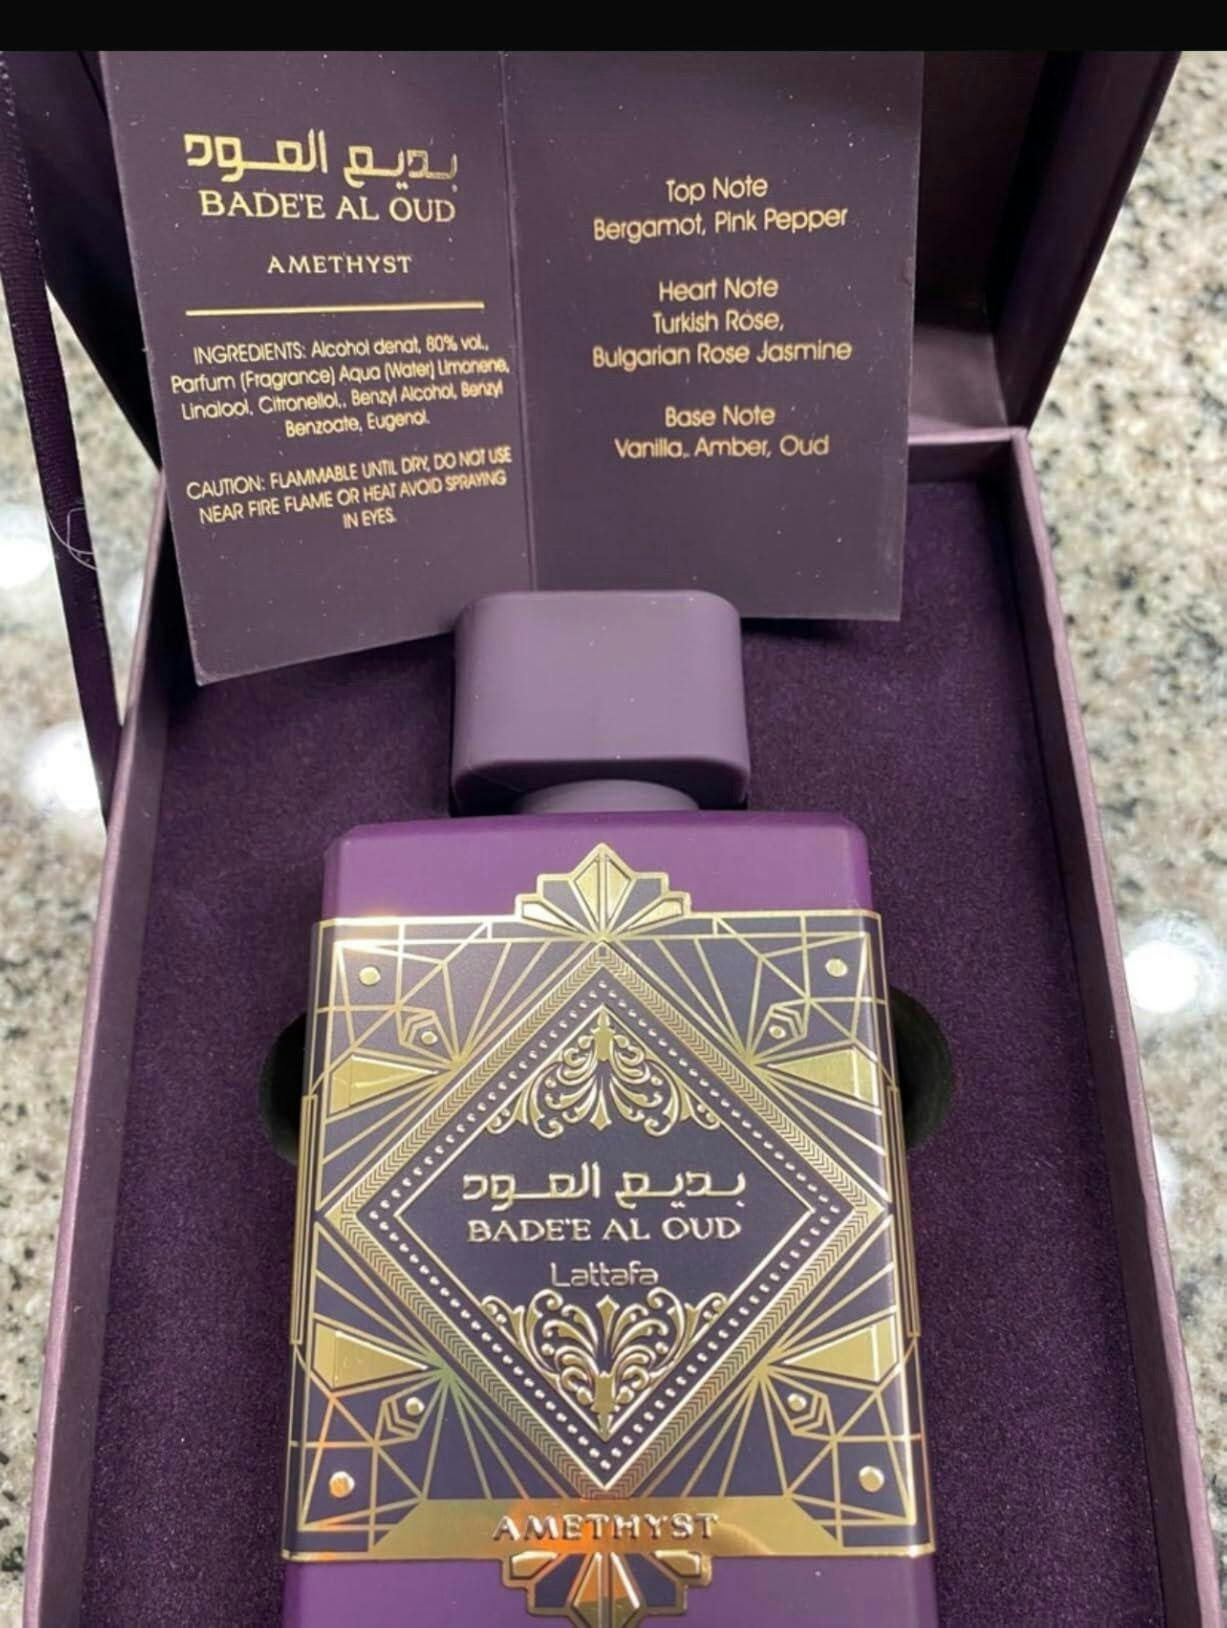 بديع العود
BADE'E AL OUD
AMETHYST
INGREDIENTS: Alcohol denat, 80% vol.,
Parfum (Fragrance) Aqua (Water) Limonene,
Linalool, Citronellol,, Benzyl Alcohol, Benzyl
Benzoate, Eugenol.
CAUTION: FLAMMABLE UNTIL DRY, DO NOT USE
NEAR FIRE FLAME OR HEAT AVOID SPRAYING
IN EYES.
Top Note
Bergamot, Pink Pepper
Heart Note
Turkish Rose,
Bulgarian Rose Jasmine
Base Note
Vanilla,, Amber, Oud
بديع العود
BADE'E AL OUD
Lattafa
AMETHYST